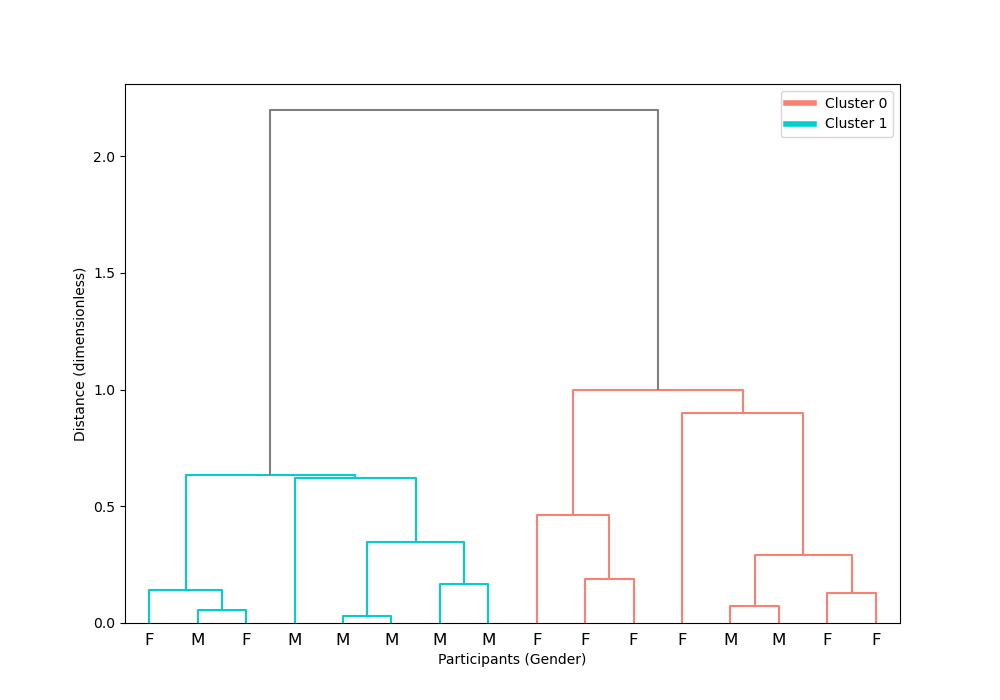 Cluster 0
Cluster 1
2.0
1.5
1.0
0.5
0.0
Distance (dimensionless)
F M F M M M M M F F F F M M F F
Participants (Gender)